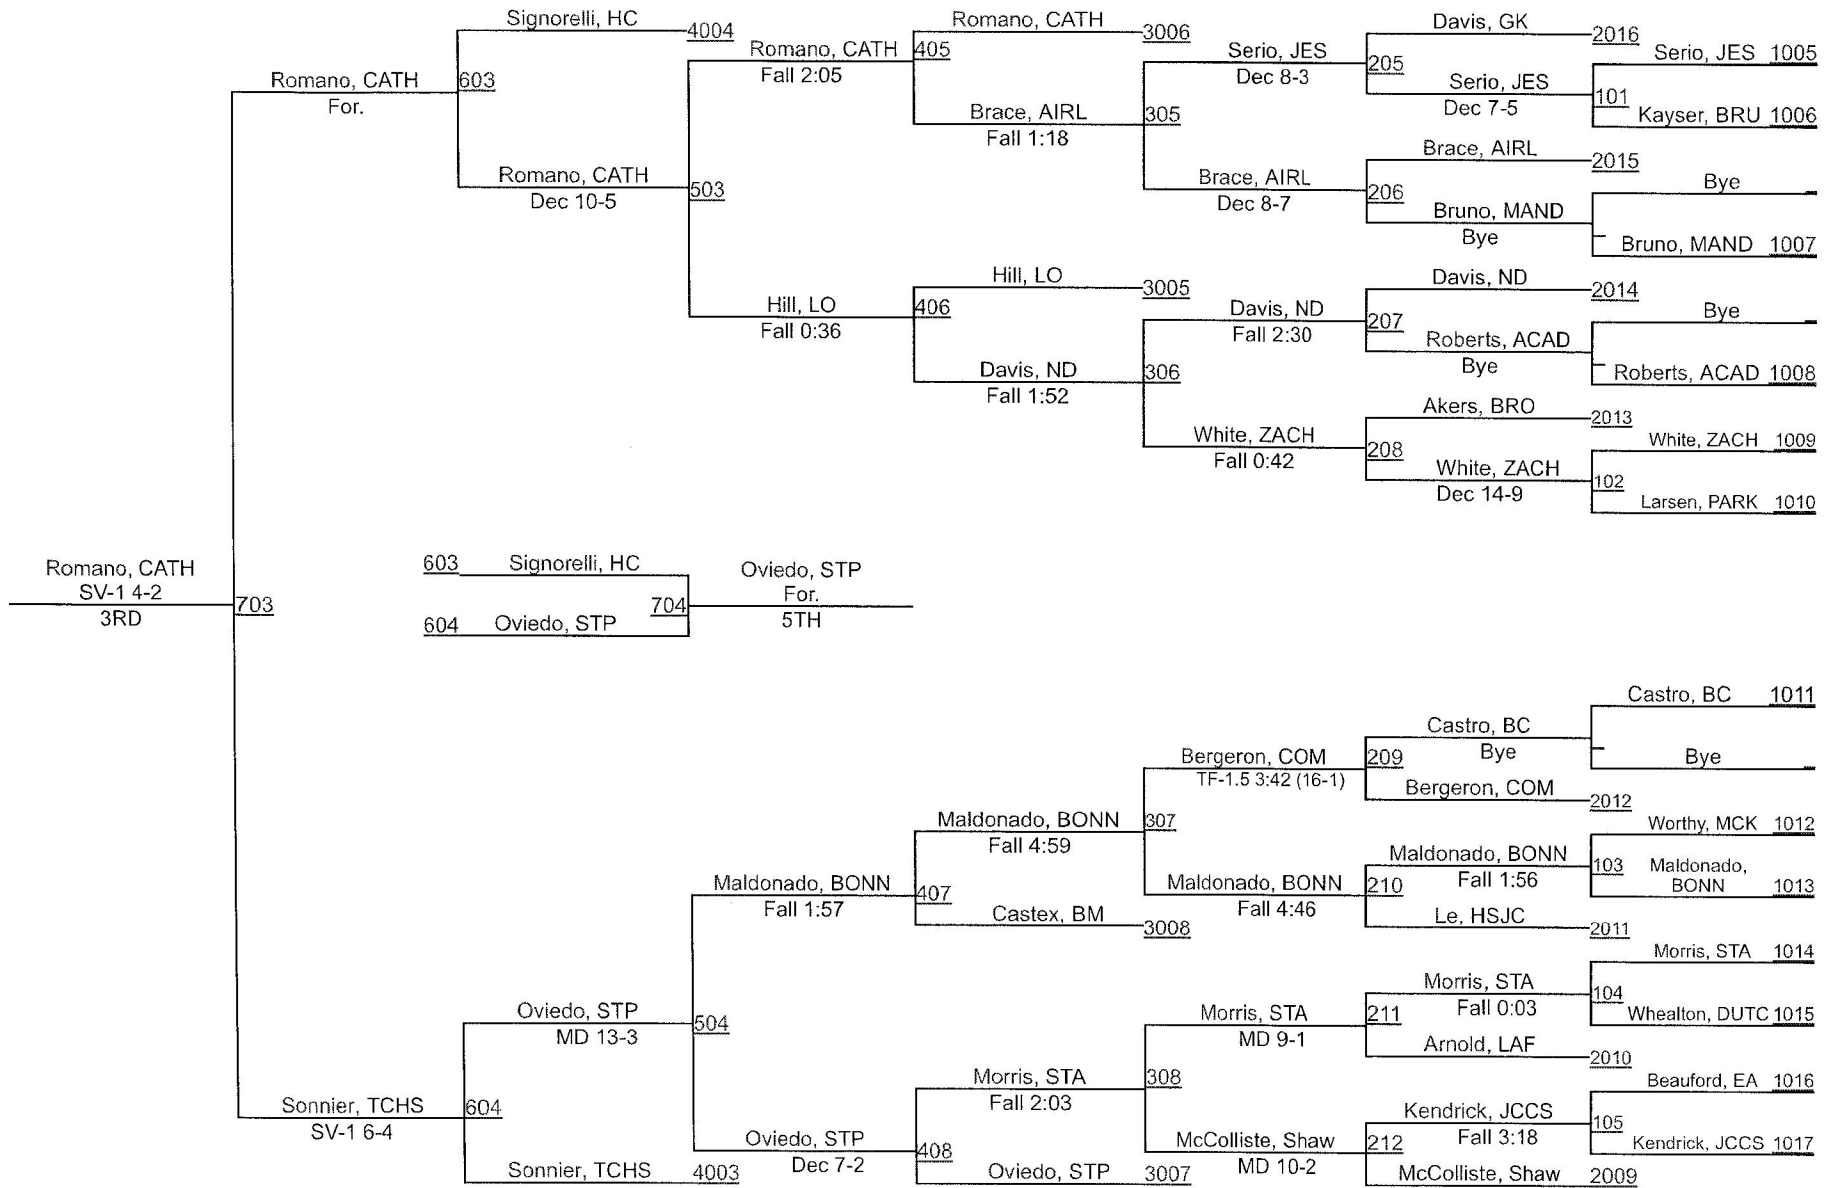 Signorelli, HC
4004
Romano, CATH
3006
Davis, GK
2016
Romano, CATH
405
Fall 2:05
Serio, JES
Dec 8-3
205
Serio, JES 1005
Romano, CATH
For.
603
Serio, JES
Dec 7-5
101
Kayser, BRU 1006
Brace, AIRL
Fall 1:18
305
Brace, AIRL
2015
Romano, CATH
Dec 10-5
503
Brace, AIRL
Dec 8-7
206
Bye
Bruno, MAND
Bye
Bruno, MAND 1007
Hill, LO
3005
Davis, ND
2014
Hill, LO
Fall 0:36
406
Davis, ND
Fall 2:30
207
Bye
Roberts, ACAD
Bye
Roberts, ACAD 1008
Davis, ND
Fall 1:52
306
Akers, BRO
2013
White, ZACH
Fall 0:42
208
White, ZACH 1009
White, ZACH
Dec 14-9
102
Larsen, PARK 1010
Romano, CATH
SV-1 4-2
3RD
703
603 Signorelli, HC
604 Oviedo, STP
704
Oviedo, STP
For.
5TH
Castro, BC 1011
Castro, BC
Bye
Bye
Bergeron, COM
TF-1.5 3:42 (16-1)
209
Bergeron, COM
2012
Maldonado, BONN
Fall 4:59
307
Worthy, MCK 1012
Maldonado, BONN
Fall 1:56
103
Maldonado,
BONN 1013
Maldonado, BONN
Fall 1:57
407
Maldonado, BONN
Fall 4:46
210
Castex, BM
3008
Le, HSJC
2011
Morris, STA 1014
Morris, STA
Fall 0:03
104
Whealton, DUTC 1015
Oviedo, STP
MD 13-3
504
Morris, STA
MD 9-1
211
Arnold, LAF
2010
Morris, STA
Fall 2:03
308
Beauford, EA 1016
Sonnier, TCHS
SV-1 6-4
604
Kendrick, JCCS
Fall 3:18
105
Kendrick, JCCS 1017
Oviedo, STP
Dec 7-2
408
McColliste, Shaw
MD 10-2
212
Sonnier, TCHS
4003
Oviedo, STP
3007
McColliste, Shaw
2009